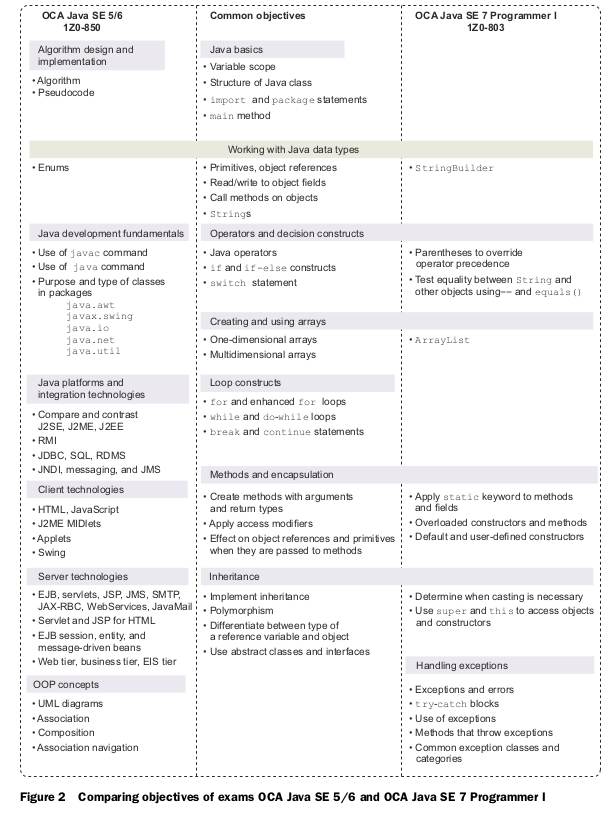 OCA Java SE 5/6
1Z0-850
Algorithm design and
implementation
• Algorithm
• Pseudocode
Common objectives
Java basics
• Variable scope
• Structure of Java class
• import and package statements
• main method
OCA Java SE 7 Programmer I
1Z0-803
Working with Java data types
• Enums
• Primitives, object references
• Read/write to object fields
• Call methods on objects
• Strings
• StringBuilder
Java development fundamentals
• Use of javac command
• Use of java command
• Purpose and type of classes
in packages
java.awt
javax.swing
java.io
java.net
java.util
Operators and decision constructs
• Java operators
• if and if-else constructs
• switch statement
• Parentheses to override
operator precedence
• Test equality between String and
other objects using== and equals()
Creating and using arrays
• One-dimensional arrays
• Multidimensional arrays
• ArrayList
Java platforms and
integration technologies
• Compare and contrast
J2SE, J2ME, J2EE
• RMI
• JDBC, SQL, RDMS
• JNDI, messaging, and JMS
Loop constructs
• for and enhanced for loops
• while and do-while loops
• break and continue statements
Client technologies
• HTML, JavaScript
• J2ME MIDlets
• Applets
• Swing
Methods and encapsulation
• Create methods with arguments
and return types
• Apply access modifiers
• Effect on object references and primitives
when they are passed to methods
• Apply static keyword to methods
and fields
• Overloaded constructors and methods
• Default and user-defined constructors
Server technologies
• EJB, servlets, JSP, JMS, SMTP,
JAX-RBC, WebServices, JavaMail
• Servlet and JSP for HTML
• EJB session, entity, and
message-driven beans
• Web tier, business tier, EIS tier
Inheritance
• Implement inheritance
• Polymorphism
• Differentiate between type of
a reference variable and object
• Use abstract classes and interfaces
• Determine when casting is necessary
• Use super and this to access objects
and constructors
OOP concepts
• UML diagrams
• Association
• Composition
• Association navigation
Handling exceptions
• Exceptions and errors
• try-catch blocks
• Use of exceptions
• Methods that throw exceptions
• Common exception classes and
categories
Figure 2 Comparing objectives of exams OCA Java SE 5/6 and OCA Java SE 7 Programmer I